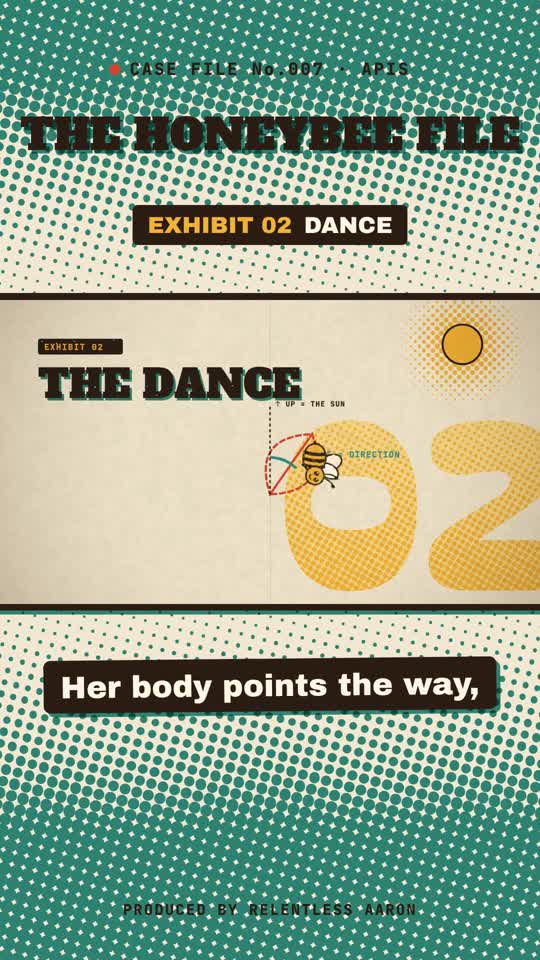 CASE FILE No.007 · APIS
THE HONEYBEE FILE
EXHIBIT 02 DANCE
EXHIBIT 02
THE DANCE
↑ UP = THE SUN
DIRECTION
02
Her body points the way,
PRODUCED BY RELENTLESS AARON